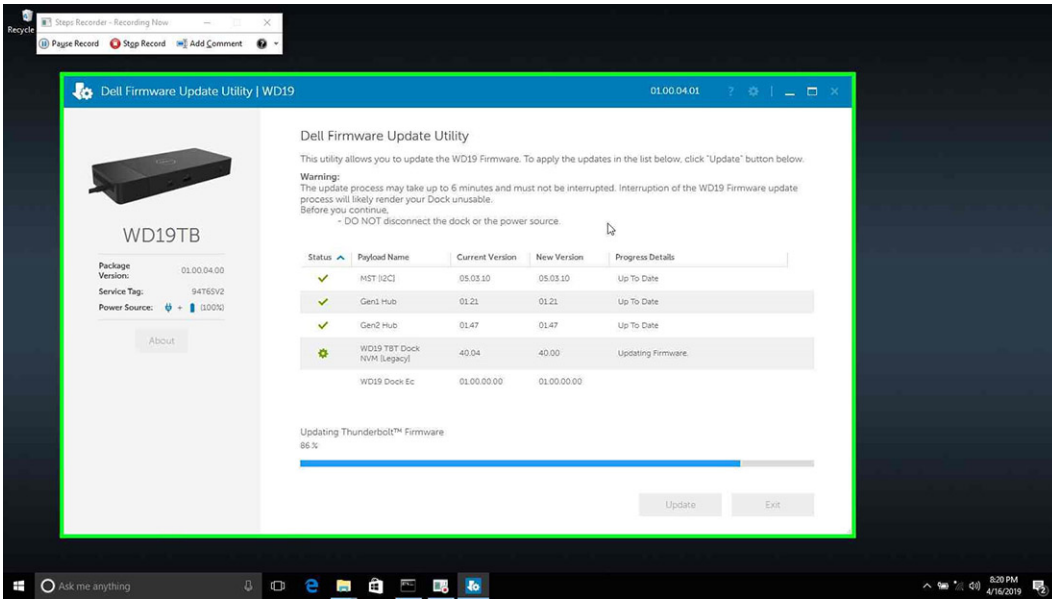 Recycle
Steps Recorder - Recording Now
Pause Record Stop Record Add Comment
Dell Firmware Update Utility | WD19 01.00.04.01
Dell Firmware Update Utility
This utility allows you to update the WD19 Firmware. To apply the updates in the list below, click "Update" button below.
Warning:
The update process may take up to 6 minutes and must not be interrupted. Interruption of the WD19 Firmware update
process will likely render your Dock unusable.
Before you continue,
- DO NOT disconnect the dock or the power source.
WD19TB
Package
Version: 01.00.04.00
Service Tag: 94T6SV2
Power Source: + (100%)
About
Status Payload Name Current Version New Version Progress Details
MST (I2C) 05.03.10 05.03.10 Up To Date
Gen1 Hub 01.21 01.21 Up To Date
Gen2 Hub 01.47 01.47 Up To Date
WD19 TBT Dock
NVM (Legacy) 40.04 40.00 Updating Firmware.
WD19 Dock Ec 01.00.00.00 01.00.00.00
Updating Thunderbolt™ Firmware
86 %
Update Exit
Ask me anything
8:20 PM
4/16/2019
2